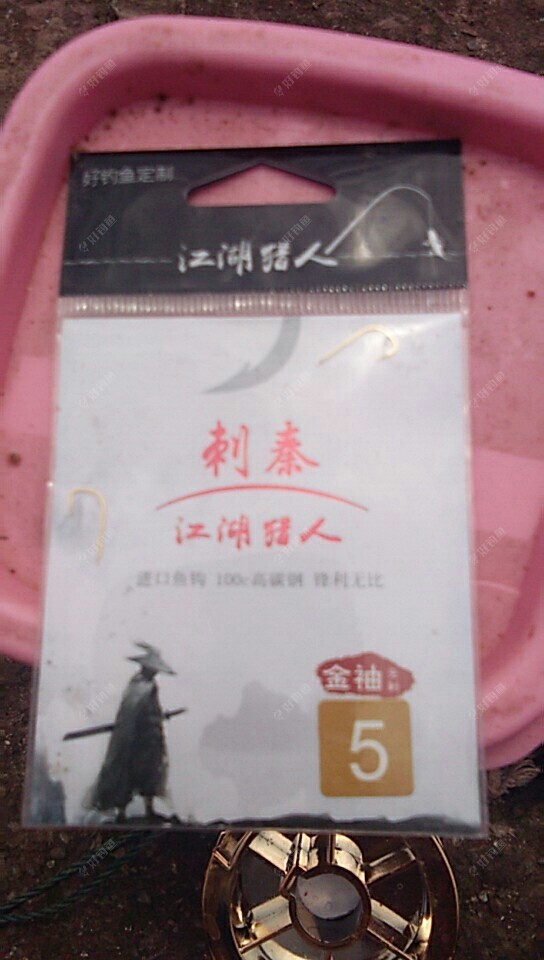 好钓鱼定制
江湖猎人
刺秦
江湖猎人
进口鱼钩 100c高碳钢 锋利无比
金袖
5